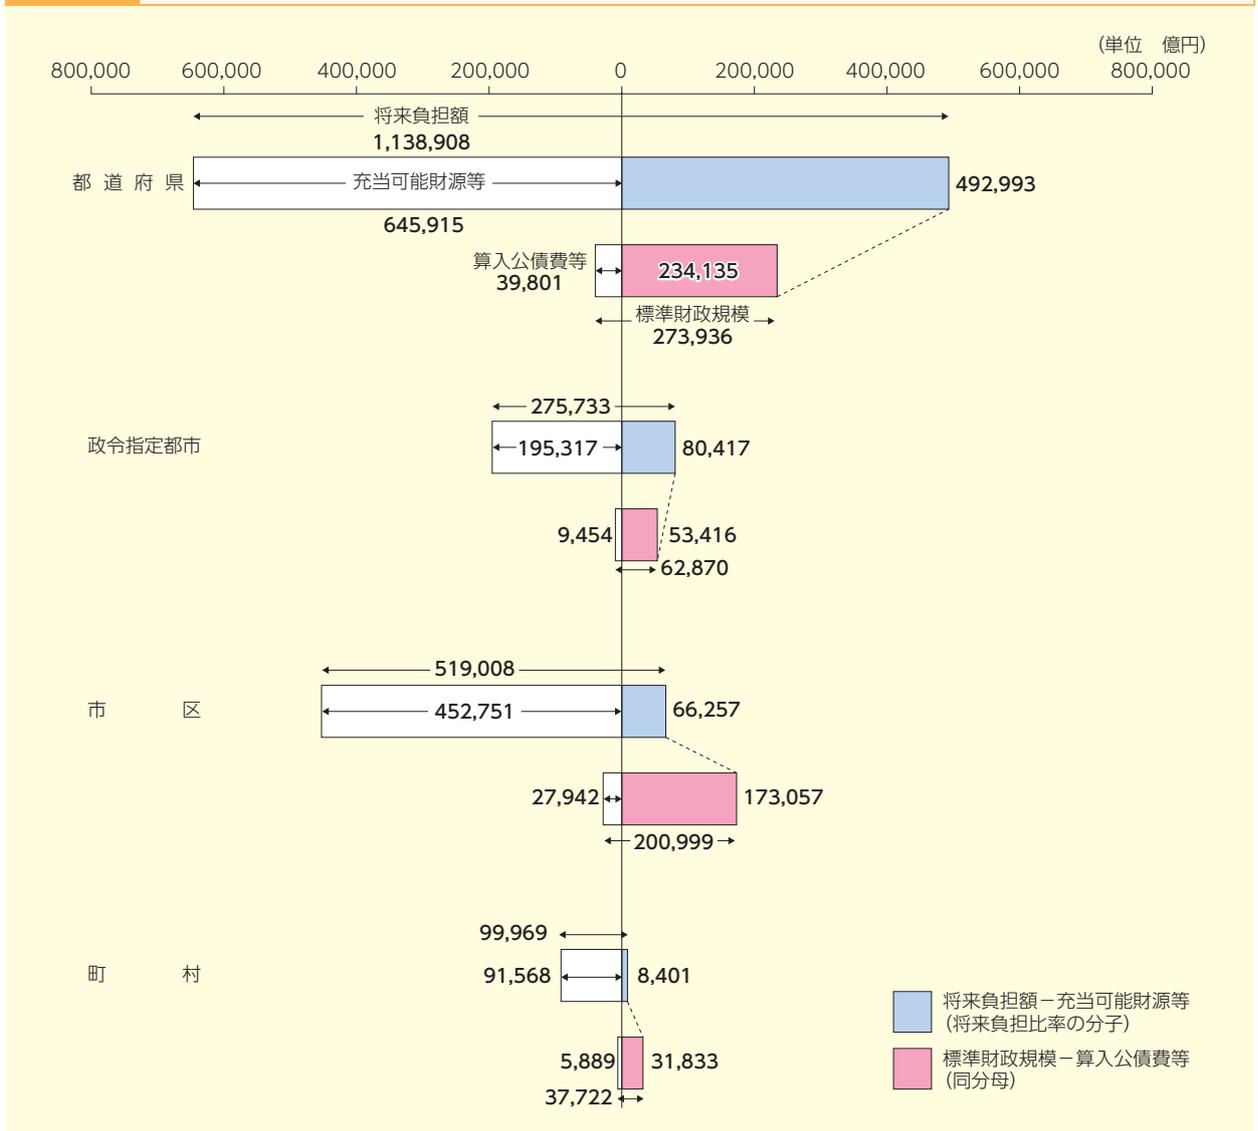 (単位 億円)
800,000 600,000 400,000 200,000 0 200,000 400,000 600,000 800,000
将来負担額
1,138,908
都道府県
充当可能財源等
492,993
645,915
算入公債費等
39,801
234,135
標準財政規模
273,936
275,733
政令指定都市
195,317
80,417
9,454
53,416
62,870
519,008
市区
452,751
66,257
27,942
173,057
200,999
99,969
町村
91,568
8,401
5,889
31,833
37,722
将来負担額-充当可能財源等
(将来負担比率の分子)
標準財政規模-算入公債費等
(同分母)